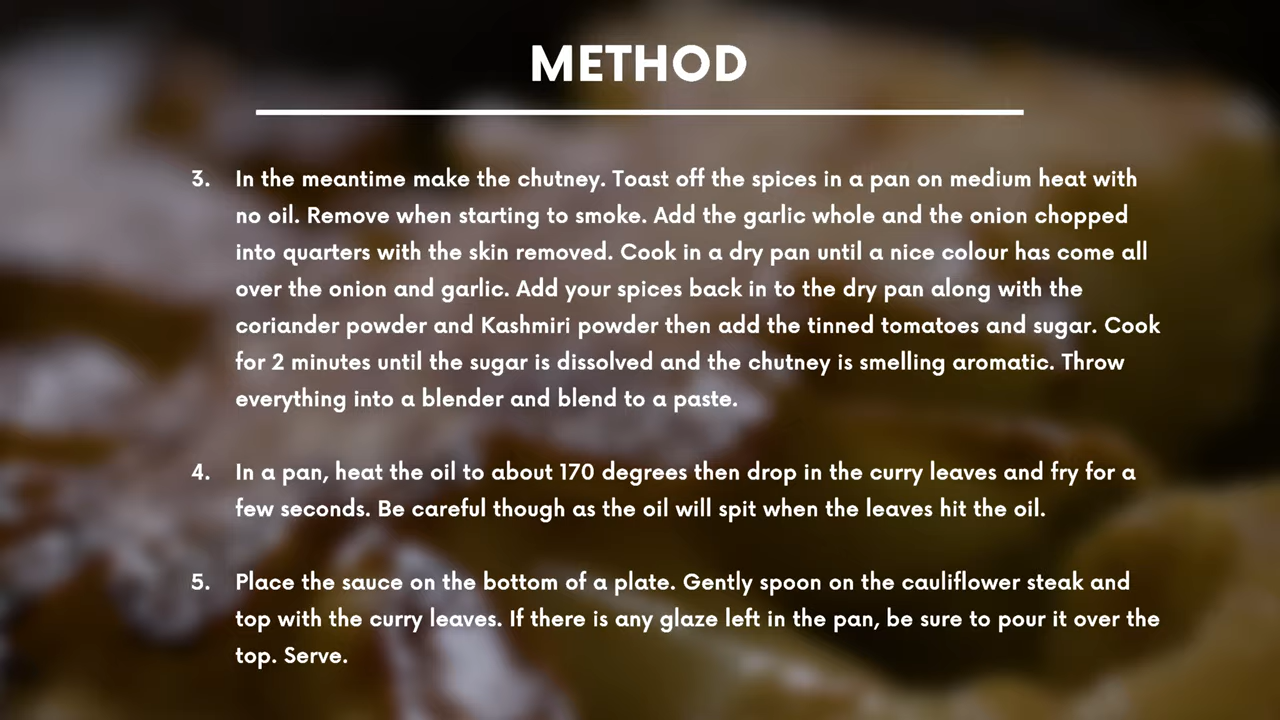 METHOD
3. In the meantime make the chutney. Toast off the spices in a pan on medium heat with
no oil. Remove when starting to smoke. Add the garlic whole and the onion chopped
into quarters with the skin removed. Cook in a dry pan until a nice colour has come all
over the onion and garlic. Add your spices back in to the dry pan along with the
coriander powder and Kashmiri powder then add the tinned tomatoes and sugar. Cook
for 2 minutes until the sugar is dissolved and the chutney is smelling aromatic. Throw
everything into a blender and blend to a paste.
4. In a pan, heat the oil to about 170 degrees then drop in the curry leaves and fry for a
few seconds. Be careful though as the oil will spit when the leaves hit the oil.
5. Place the sauce on the bottom of a plate. Gently spoon on the cauliflower steak and
top with the curry leaves. If there is any glaze left in the pan, be sure to pour it over the
top. Serve.